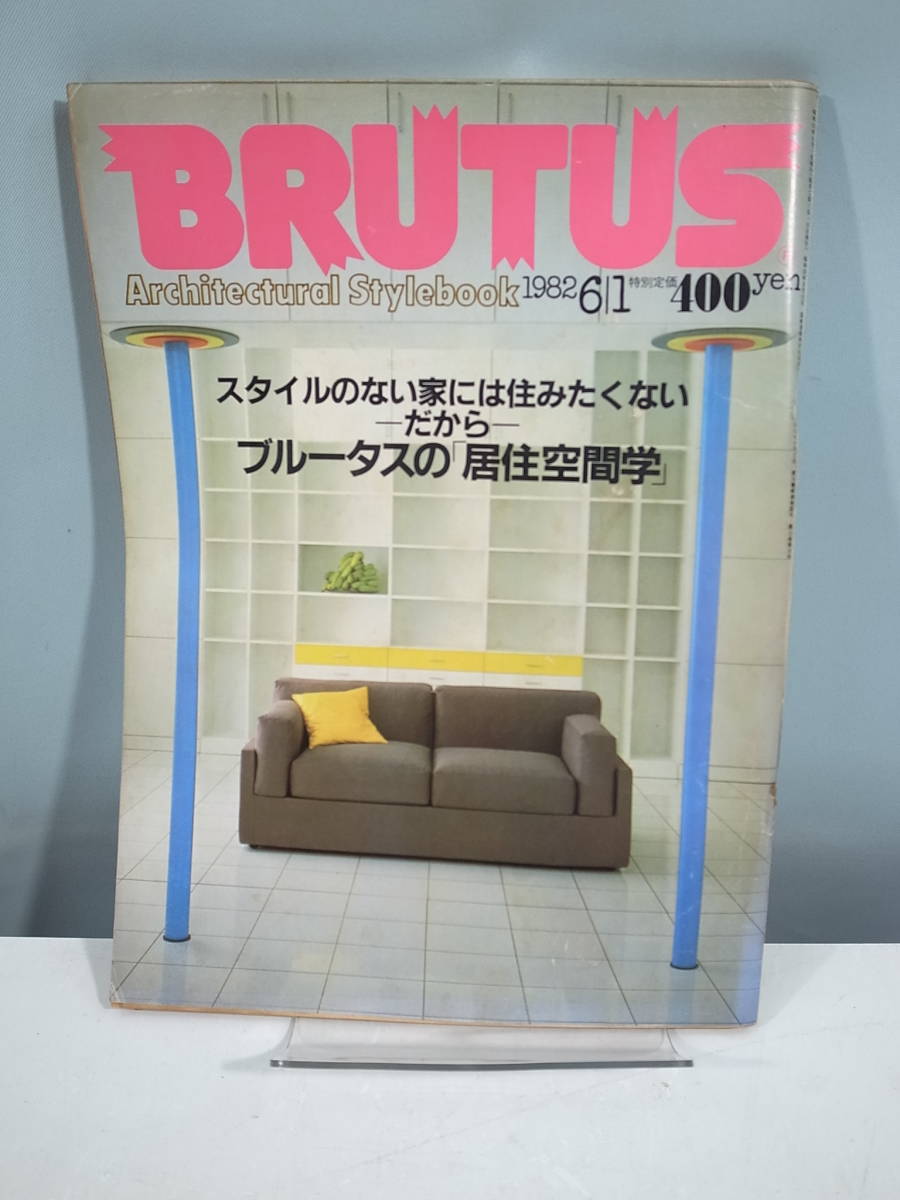 BRUTUS
Architectural Stylebook 1982 6|1 特別定価 400yen
スタイルのない家には住みたくない
—だから—
ブルータスの「居住空間学」